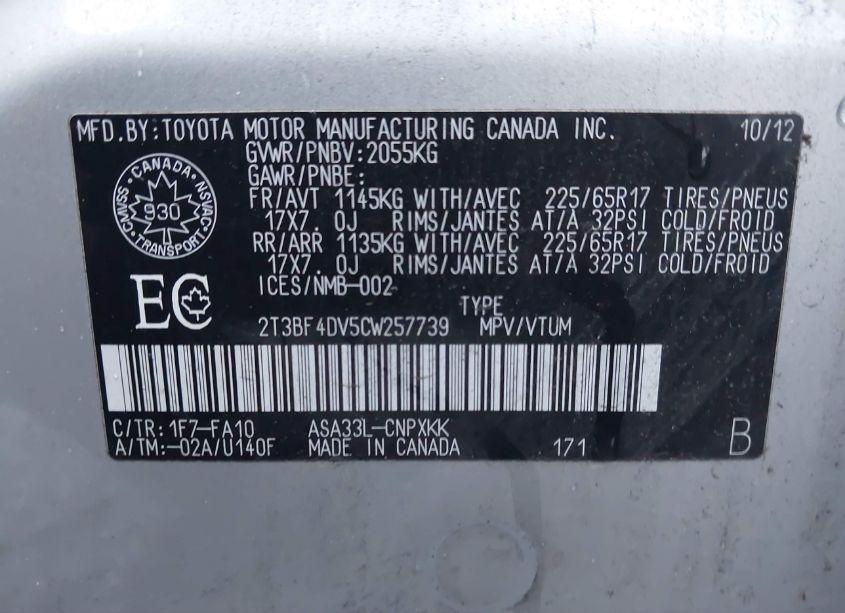 MFD.BY:TOYOTA MOTOR MANUFACTURING CANADA INC. 10/12
GVWR/PNBV:2055KG
GAWR/PNBE:
FR/AVT 1145KG WITH/AVEC 225/65R17 TIRES/PNEUS
17X7. 0J RIMS/JANTES AT/A 32PSI COLD/FROID
RR/ARR 1135KG WITH/AVEC 225/65R17 TIRES/PNEUS
17X7. 0J RIMS/JANTES AT/A 32PSI COLD/FROID
ICES/NMB-002
CANADA
CMVSS NSVAC
930
TRANSPORT
EC
TYPE
2T3BF4DV5CW257739 MPV/VTUM
C/TR: 1F7-FA10 ASA33L-CNPXKK
A/TM:-02A/U140F MADE IN CANADA 171 B